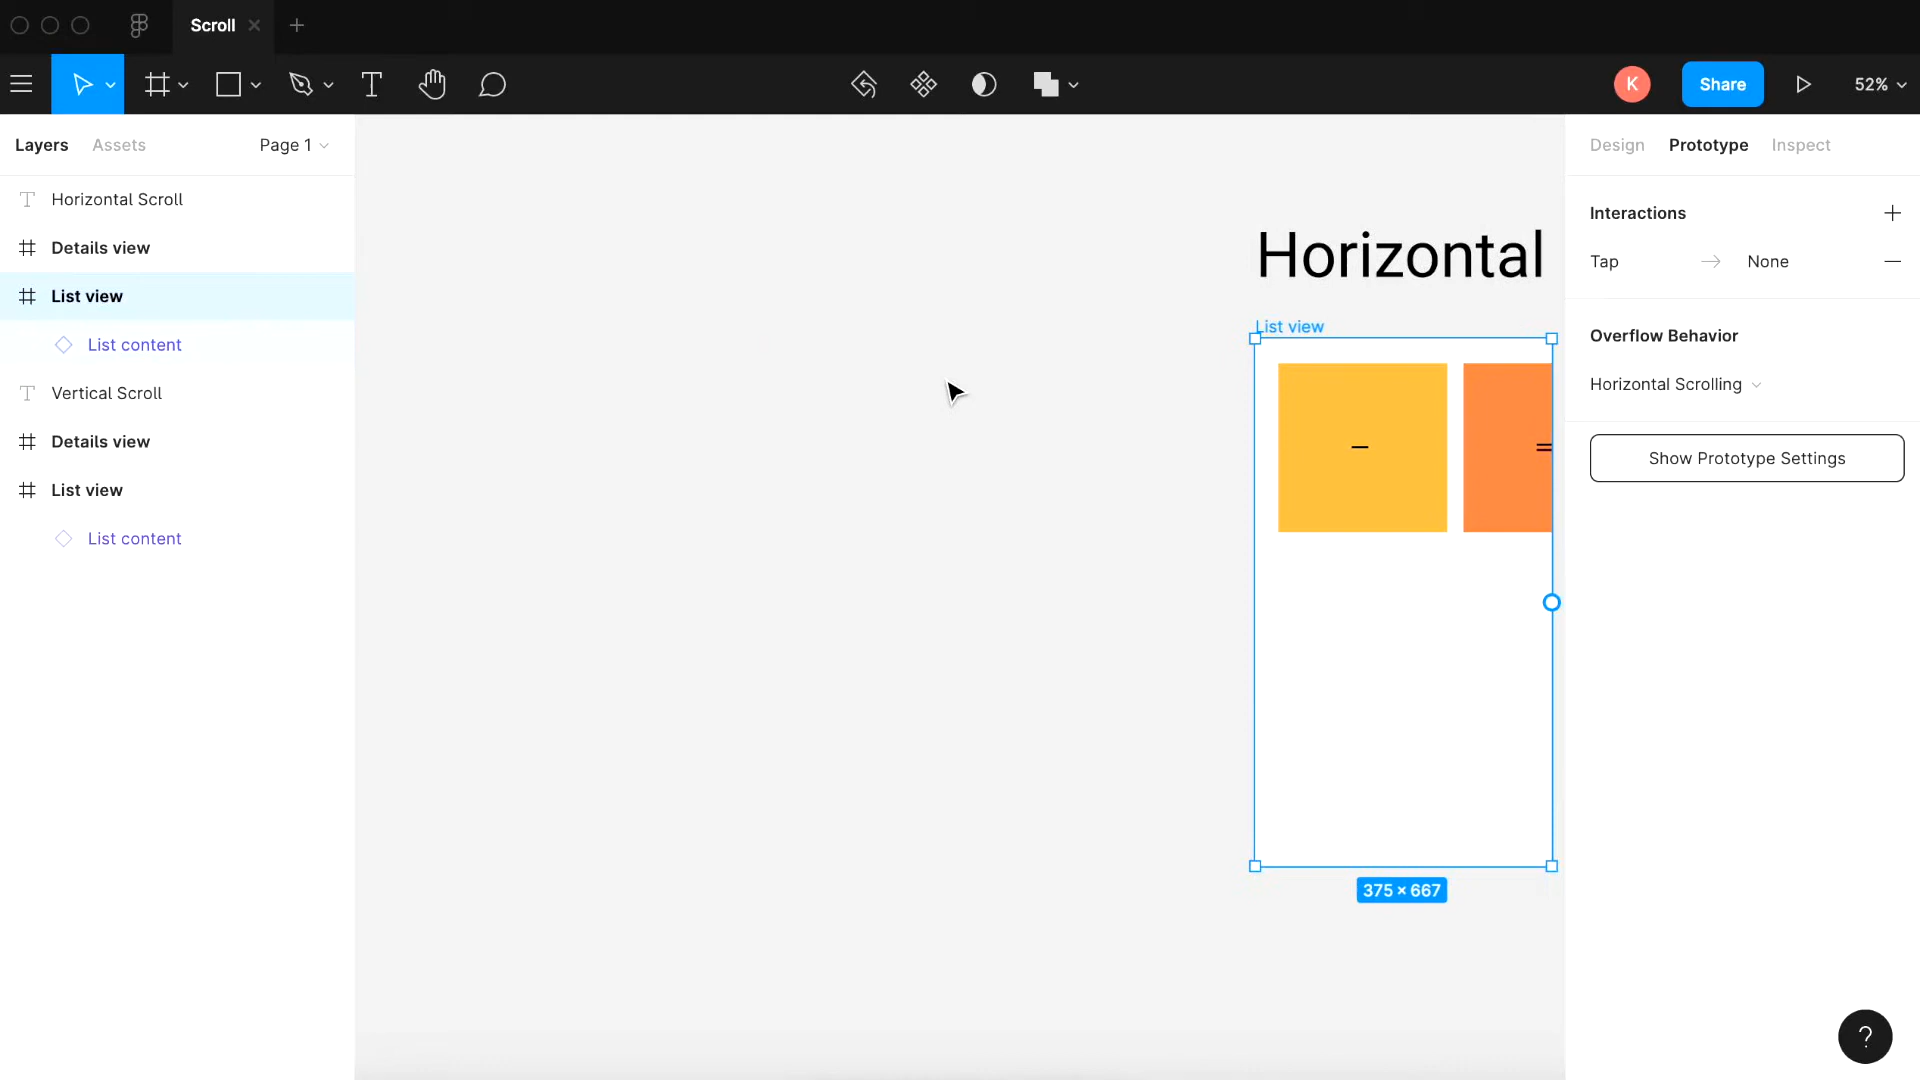 Scroll
K
Share
52%
Layers
Assets
Page 1
Design
Prototype
Inspect
Horizontal Scroll
Details view
List view
List content
Vertical Scroll
Details view
List view
List content
Horizontal
List view
一
二
375 × 667
Interactions
Tap
None
Overflow Behavior
Horizontal Scrolling
Show Prototype Settings
?